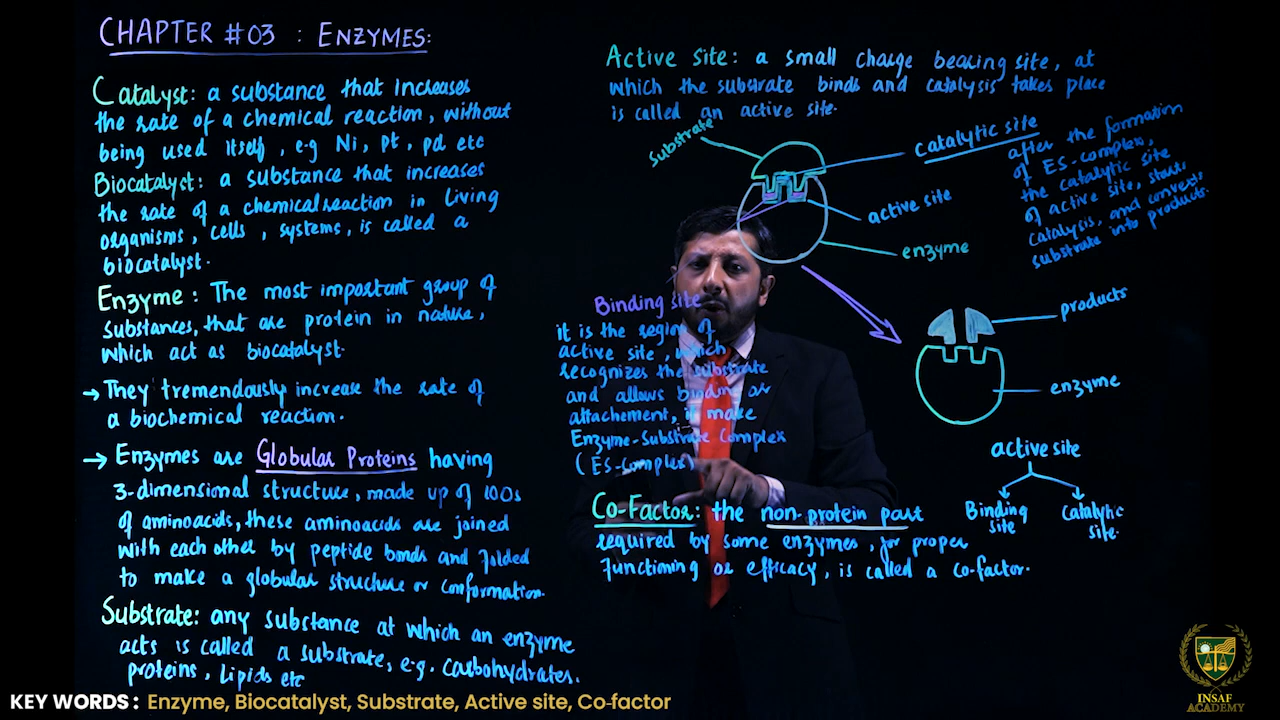 CHAPTER #03 : ENZYMES:
Catalyst: a substance that increases
the rate of a chemical reaction, without
being used itself, e.g Ni, Pt, pd etc
Biocatalyst: a substance that increases
the rate of a chemical reaction in living
organisms, cells, systems, is called a
biocatalyst.
Enzyme: The most important group of
substances, that are protein in nature,
which act as biocatalyst.
→ They tremendously increase the rate of
a biochemical reaction.
→ Enzymes are Globular Proteins having
3-dimensional structure, made up of 100s
of aminoacids, these aminoacids are joined
with each other by peptide bonds and folded
to make a globular structure or conformation.
Substrate: any substance at which an enzyme
acts is called a substrate, e.g. Carbohydrates.
proteins, Lipids etc
Active site: a small charge bearing site, at
which the substrate binds and catalysis takes place
is called an active site.
Substrate
catalytic site
active site
enzyme
after the formation
of ES-complex,
the catalytic site
of active site, starts
catalysis, and converts
substrate into products.
Binding site
it is the region of
active site, which
recognizes the substrate
and allows bindin or
attachement, it make
Enzyme-Substrate Complex
(ES-Complex)
products
enzyme
active site
Binding site
Catalytic site.
Co-Factor: the non-protein part
required by some enzymes, for proper
functioning or efficacy, is called a co-factor.
KEY WORDS: Enzyme, Biocatalyst, Substrate, Active site, Co-factor
INSAF
ACADEMY